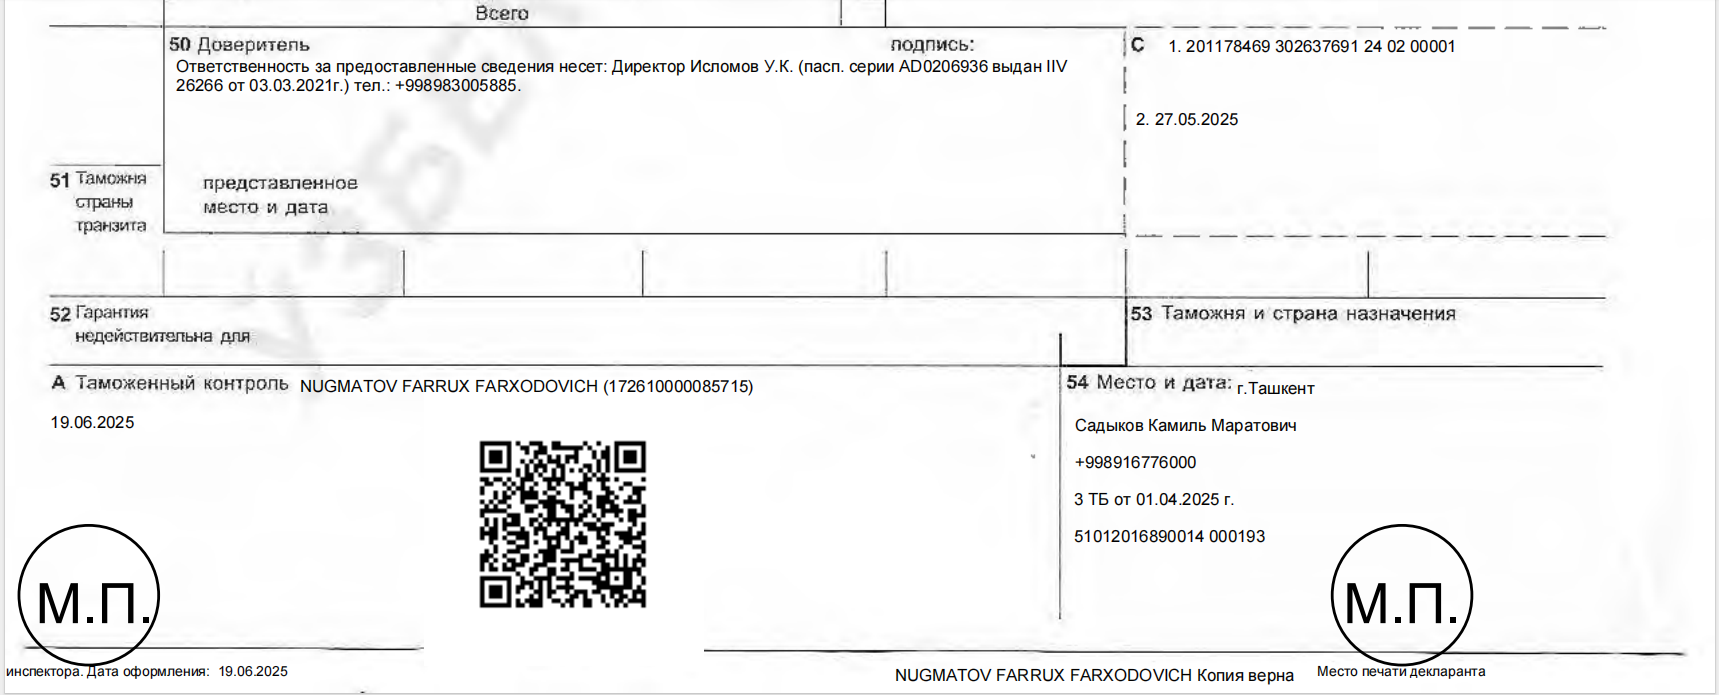 Всего
50 Доверитель
подпись:
Ответственность за предоставленные сведения несет: Директор Исломов У.К. (пасп. серии AD0206936 выдан IIV
26266 от 03.03.2021г.) тел.: +998983005885.
C
1. 201178469 302637691 24 02 00001
2. 27.05.2025
51 Таможня
страны
транзита
представленное
место и дата
УЗБЕ
52 Гарантия
недействительна для
53 Таможня и страна назначения
A Таможенный контроль NUGMATOV FARRUX FARXODOVICH (172610000085715)
19.06.2025
54 Место и дата: г.Ташкент
Садыков Камиль Маратович
+998916776000
3 ТБ от 01.04.2025 г.
51012016890014 000193
М.П.
М.П.
инспектора. Дата оформления: 19.06.2025
NUGMATOV FARRUX FARXODOVICH Копия верна
Место печати декларанта